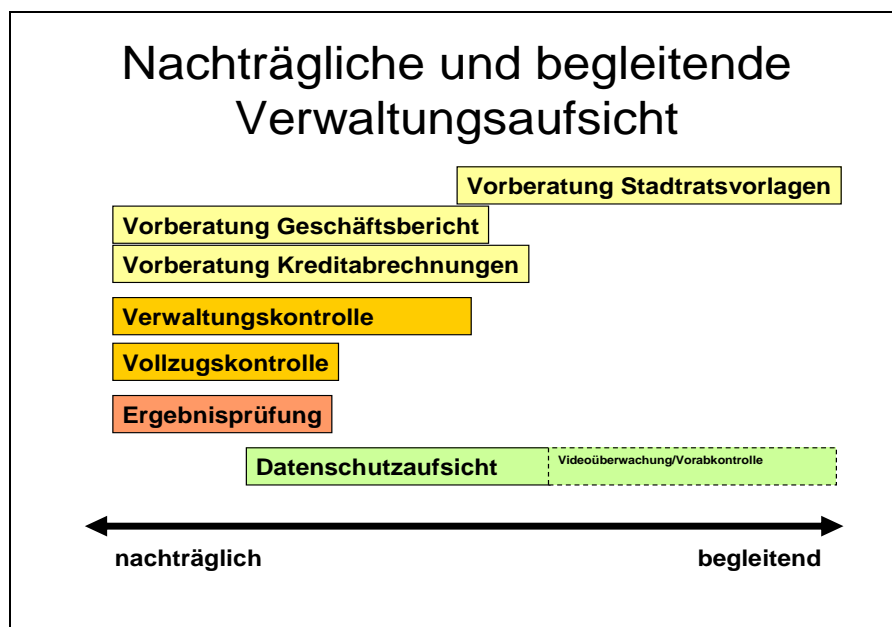 Nachträgliche und begleitende
Verwaltungsaufsicht
Vorberatung Stadtratsvorlagen
Vorberatung Geschäftsbericht
Vorberatung Kreditabrechnungen
Verwaltungskontrolle
Vollzugskontrolle
Ergebnisprüfung
Datenschutzaufsicht
Videoüberwachung/Vorabkontrolle
nachträglich
begleitend